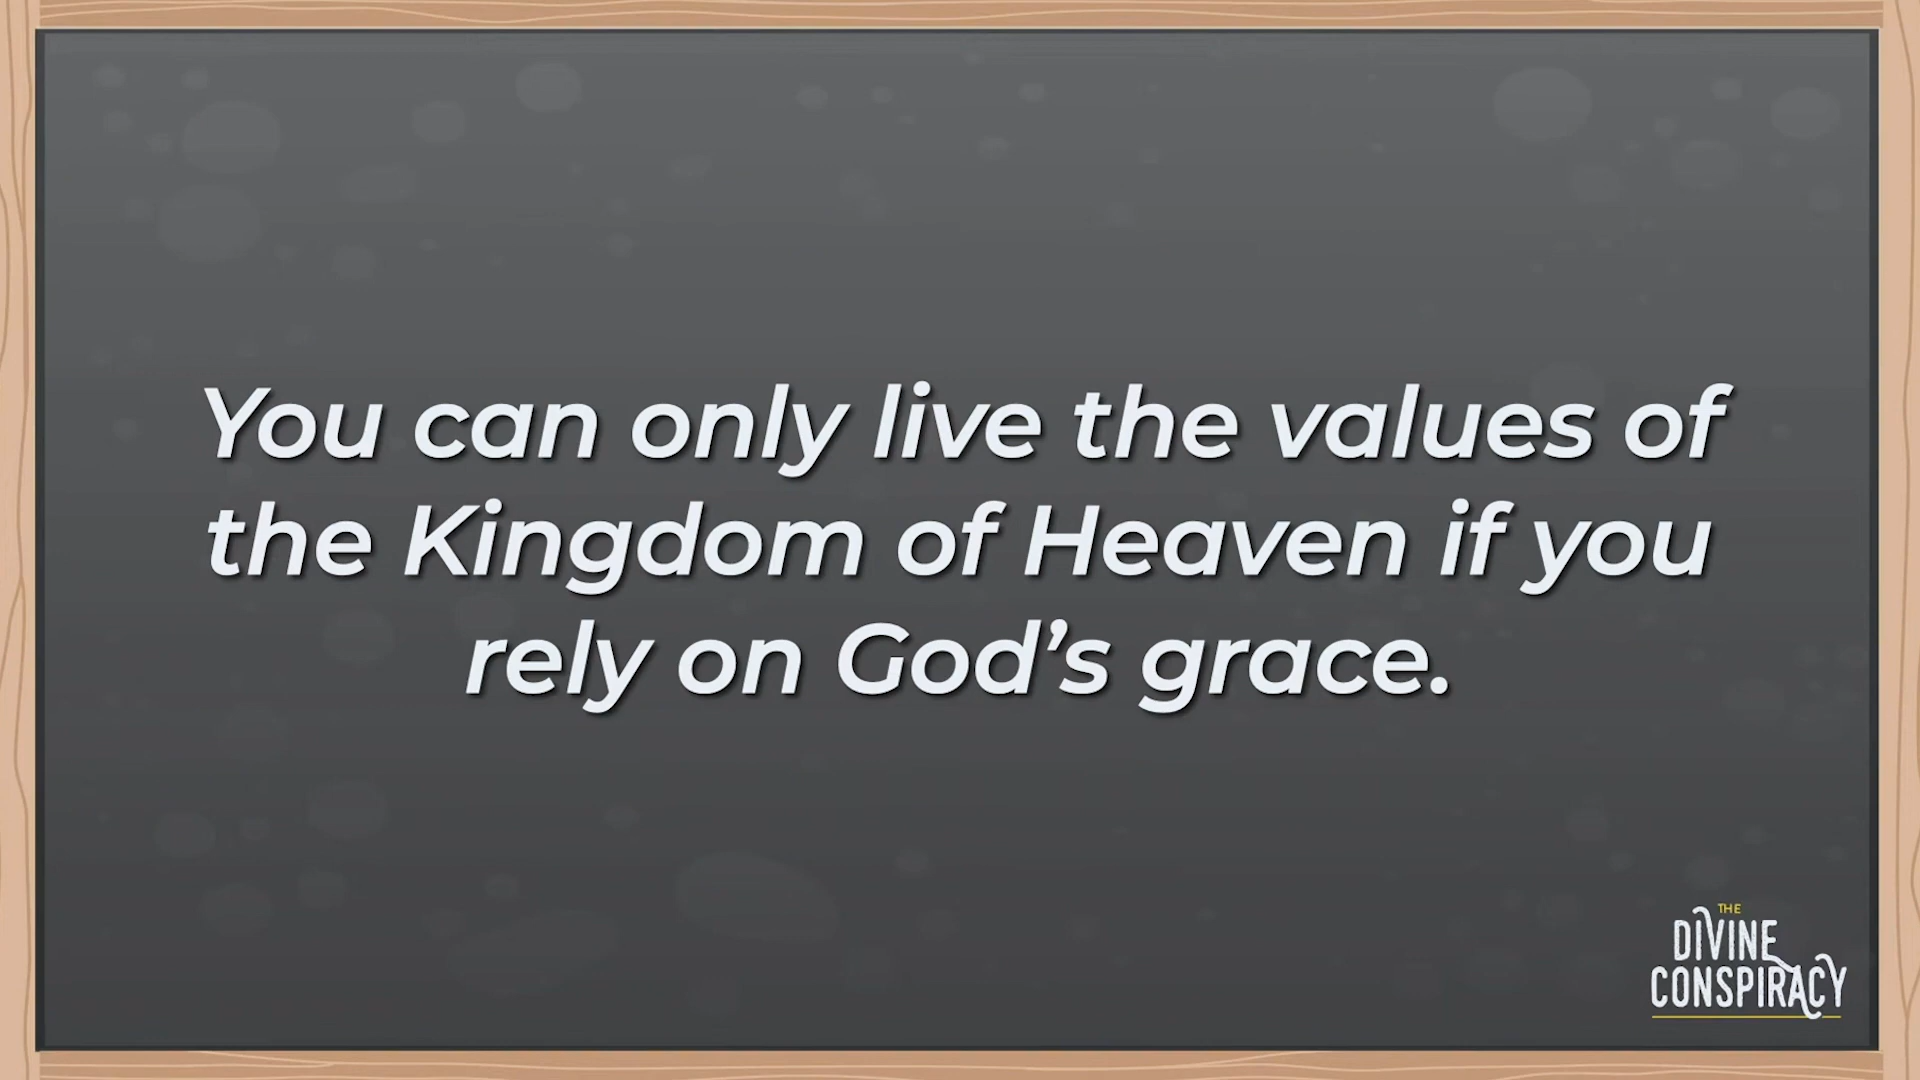 You can only live the values of
the Kingdom of Heaven if you
rely on God’s grace.
THE
DIVINE
CONSPIRACY